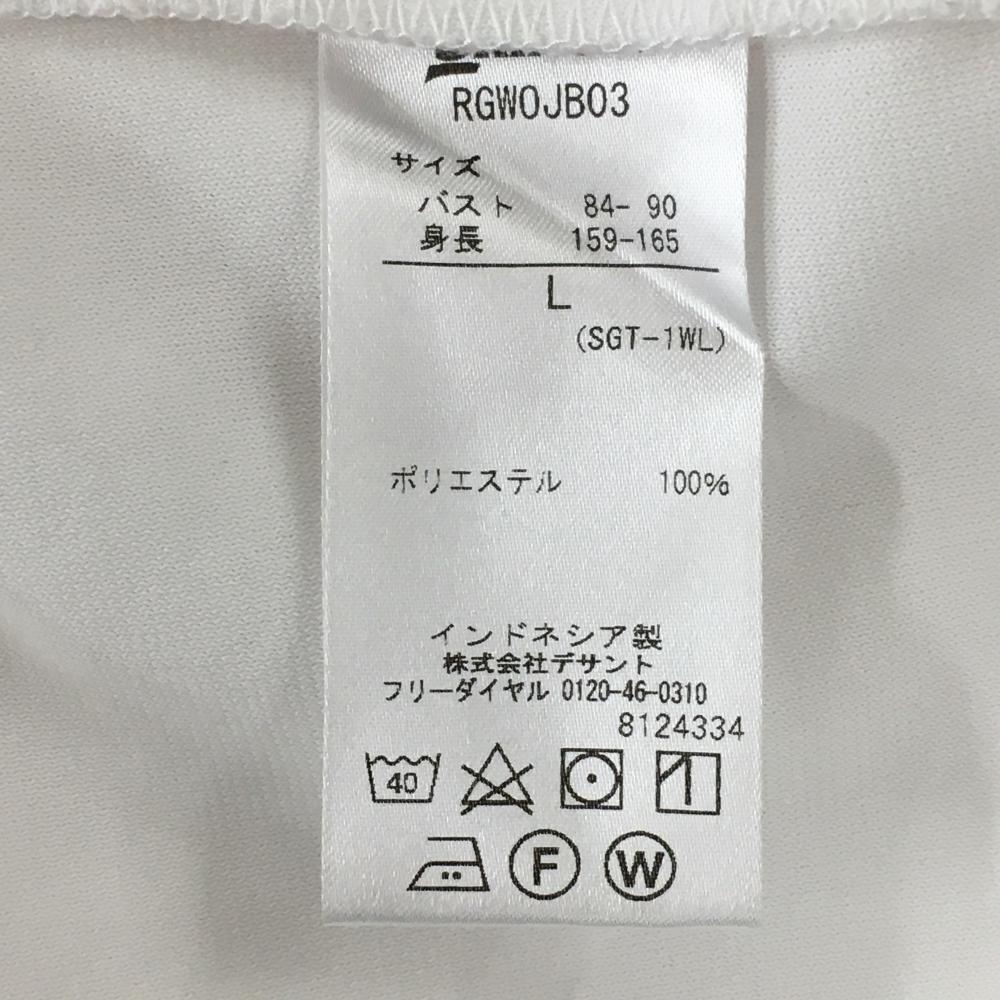 RGWOJB03
サイズ
バスト 84- 90
身長 159-165
L
(SGT-1WL)
ポリエステル 100%
インドネシア製
株式会社デサント
フリーダイヤル 0120-46-0310
8124334
40
F W